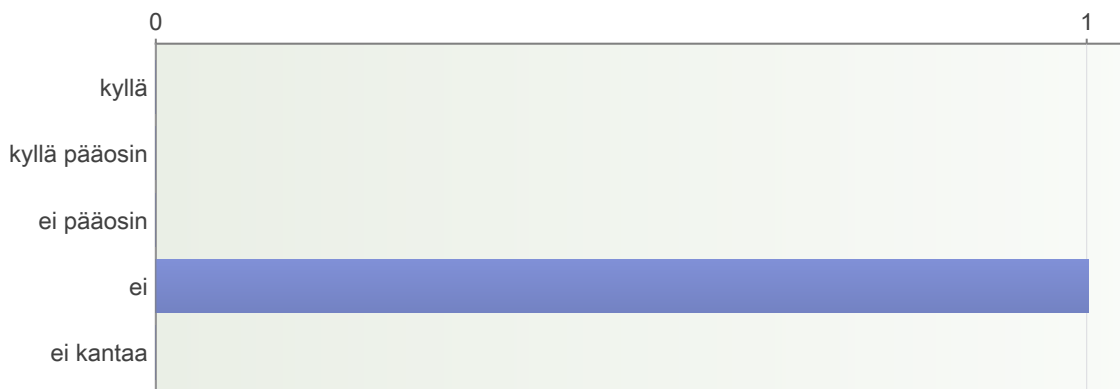 0 1
kyllä
kyllä pääosin
ei pääosin
ei
ei kantaa